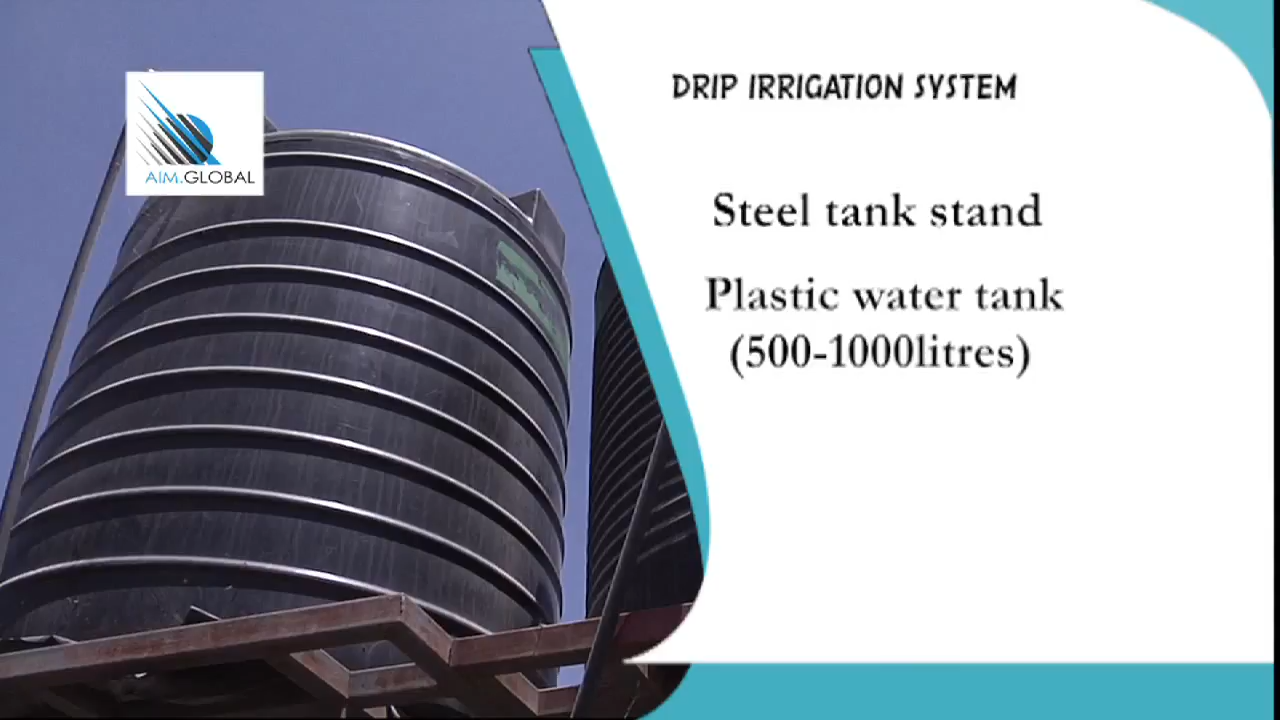 AIM.GLOBAL
DRIP IRRIGATION SYSTEM
Steel tank stand
Plastic water tank
(500-1000litres)